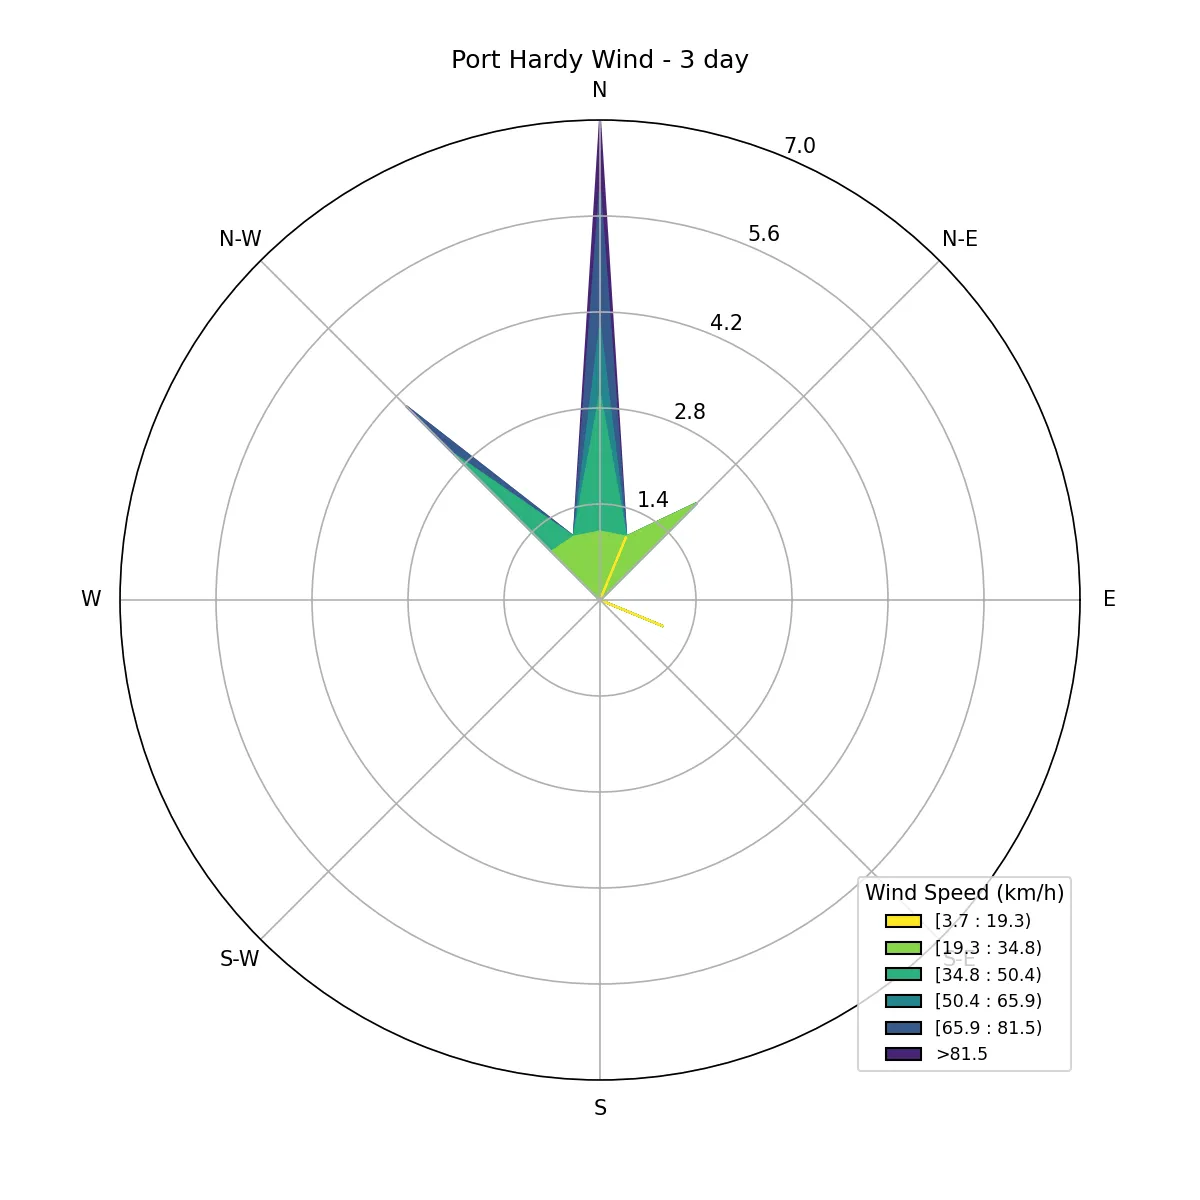 Port Hardy Wind - 3 day
N
7.0
N-W
5.6
N-E
4.2
2.8
1.4
W
E
S-W
S-E
S
Wind Speed (km/h)
[3.7 : 19.3)
[19.3 : 34.8)
[34.8 : 50.4)
[50.4 : 65.9)
[65.9 : 81.5)
>81.5